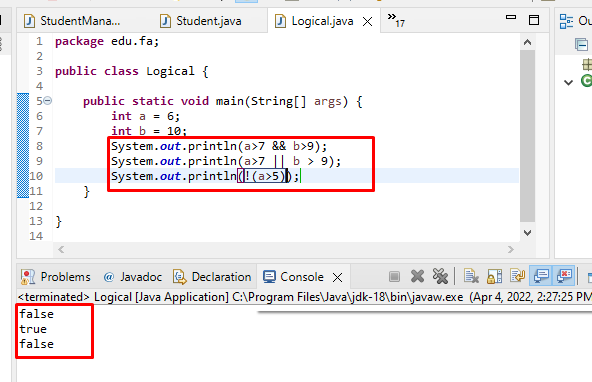 StudentMana... Student.java Logical.java »17 Ou
1 package edu.fa;
2
3 public class Logical {
4
5 public static void main(String[] args) {
6 int a = 6;
7 int b = 10;
8 System.out.println(a>7 && b>9);
9 System.out.println(a>7 || b > 9);
10 System.out.println(!(a>5));
11 }
12
13 }
14
Problems @ Javadoc Declaration Console
<terminated> Logical [Java Application] C:\Program Files\Java\jdk-18\bin\javaw.exe (Apr 4, 2022, 2:27:25 PM
false
true
false